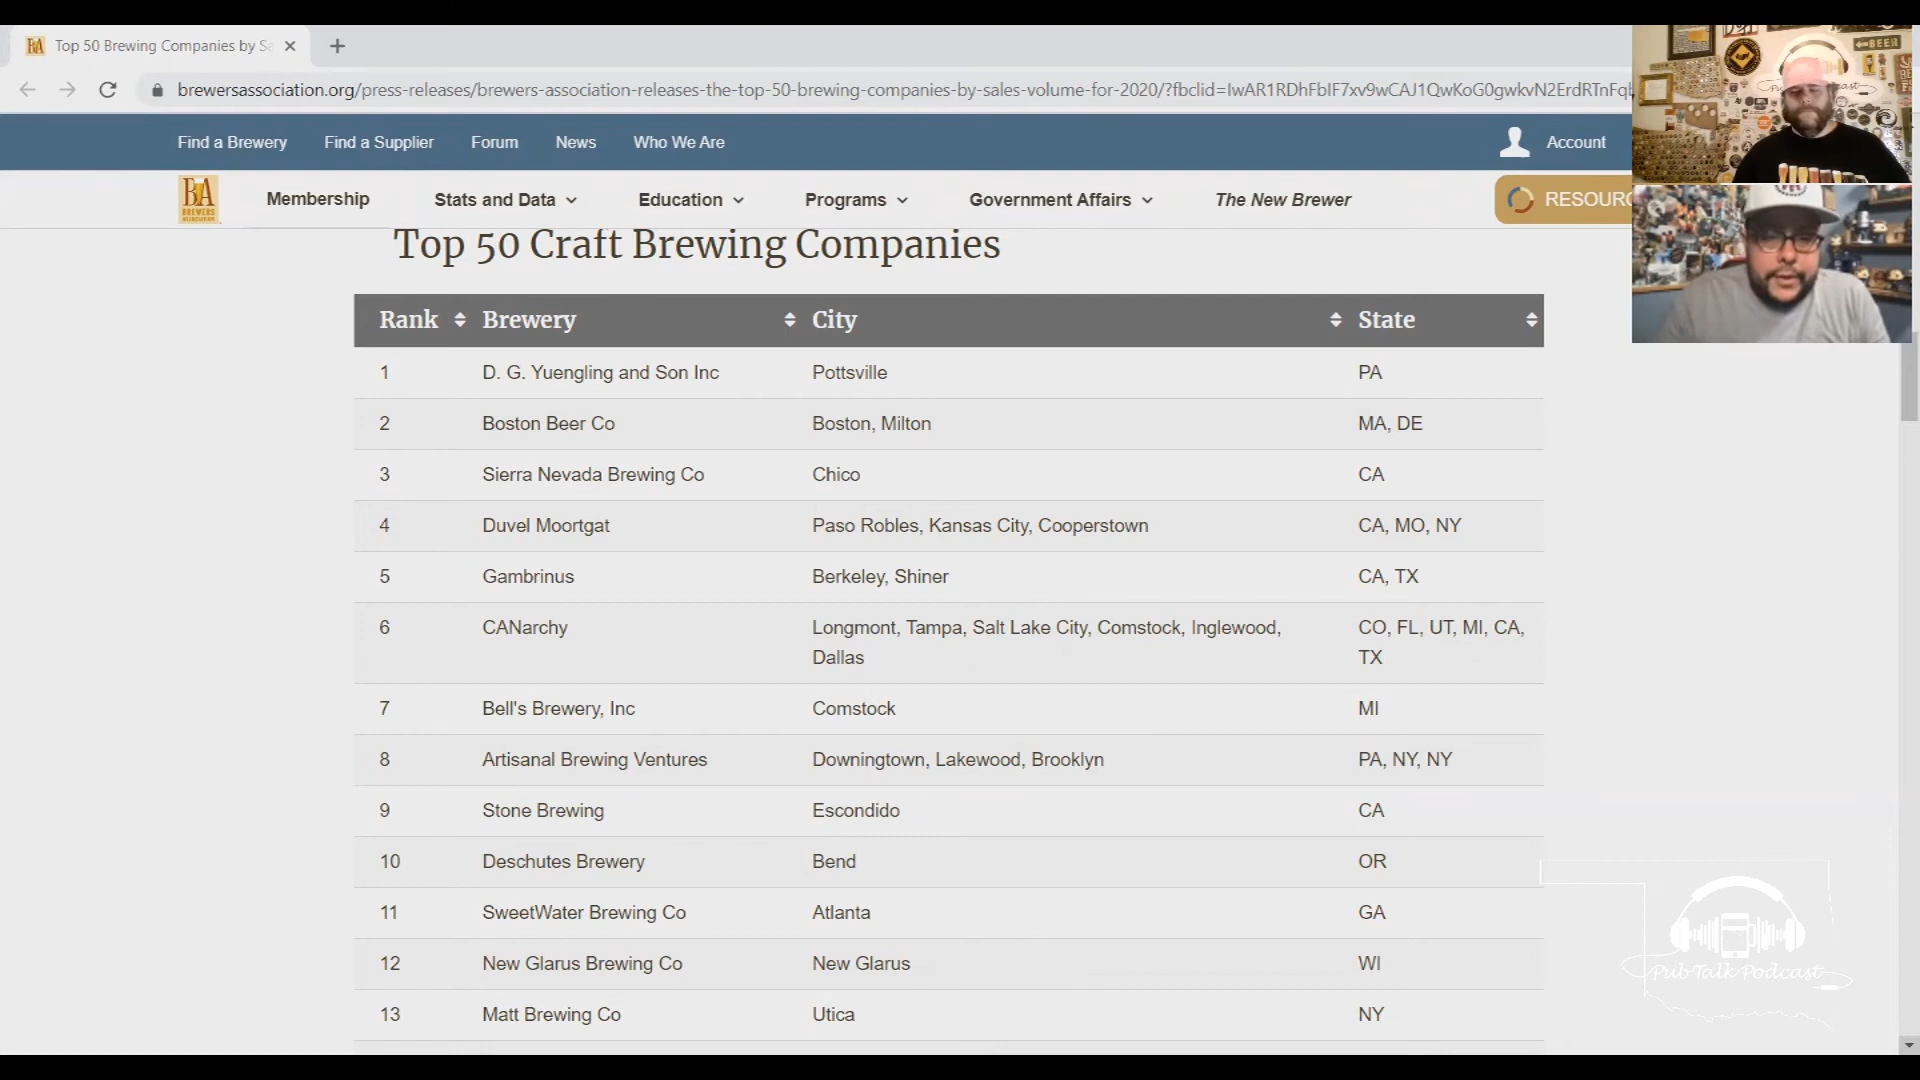 Top 50 Brewing Companies by Sa
brewersassociation.org/press-releases/brewers-association-releases-the-top-50-brewing-companies-by-sales-volume-for-2020/?fbclid=IwAR1RDhFbIF7xv9wCAJ1QwKoG0gwkvN2ErdRTnFq
Find a Brewery Find a Supplier Forum News Who We Are Account
BA BREWERS ASSOCIATION Membership Stats and Data Education Programs Government Affairs The New Brewer RESOURC
BEER
Top 50 Craft Brewing Companies
Rank Brewery City State
1 D. G. Yuengling and Son Inc Pottsville PA
2 Boston Beer Co Boston, Milton MA, DE
3 Sierra Nevada Brewing Co Chico CA
4 Duvel Moortgat Paso Robles, Kansas City, Cooperstown CA, MO, NY
5 Gambrinus Berkeley, Shiner CA, TX
6 CANarchy Longmont, Tampa, Salt Lake City, Comstock, Inglewood, CO, FL, UT, MI, CA,
Dallas TX
7 Bell's Brewery, Inc Comstock MI
8 Artisanal Brewing Ventures Downingtown, Lakewood, Brooklyn PA, NY, NY
9 Stone Brewing Escondido CA
10 Deschutes Brewery Bend OR
11 SweetWater Brewing Co Atlanta GA
12 New Glarus Brewing Co New Glarus WI
13 Matt Brewing Co Utica NY
PubTalk Podcast